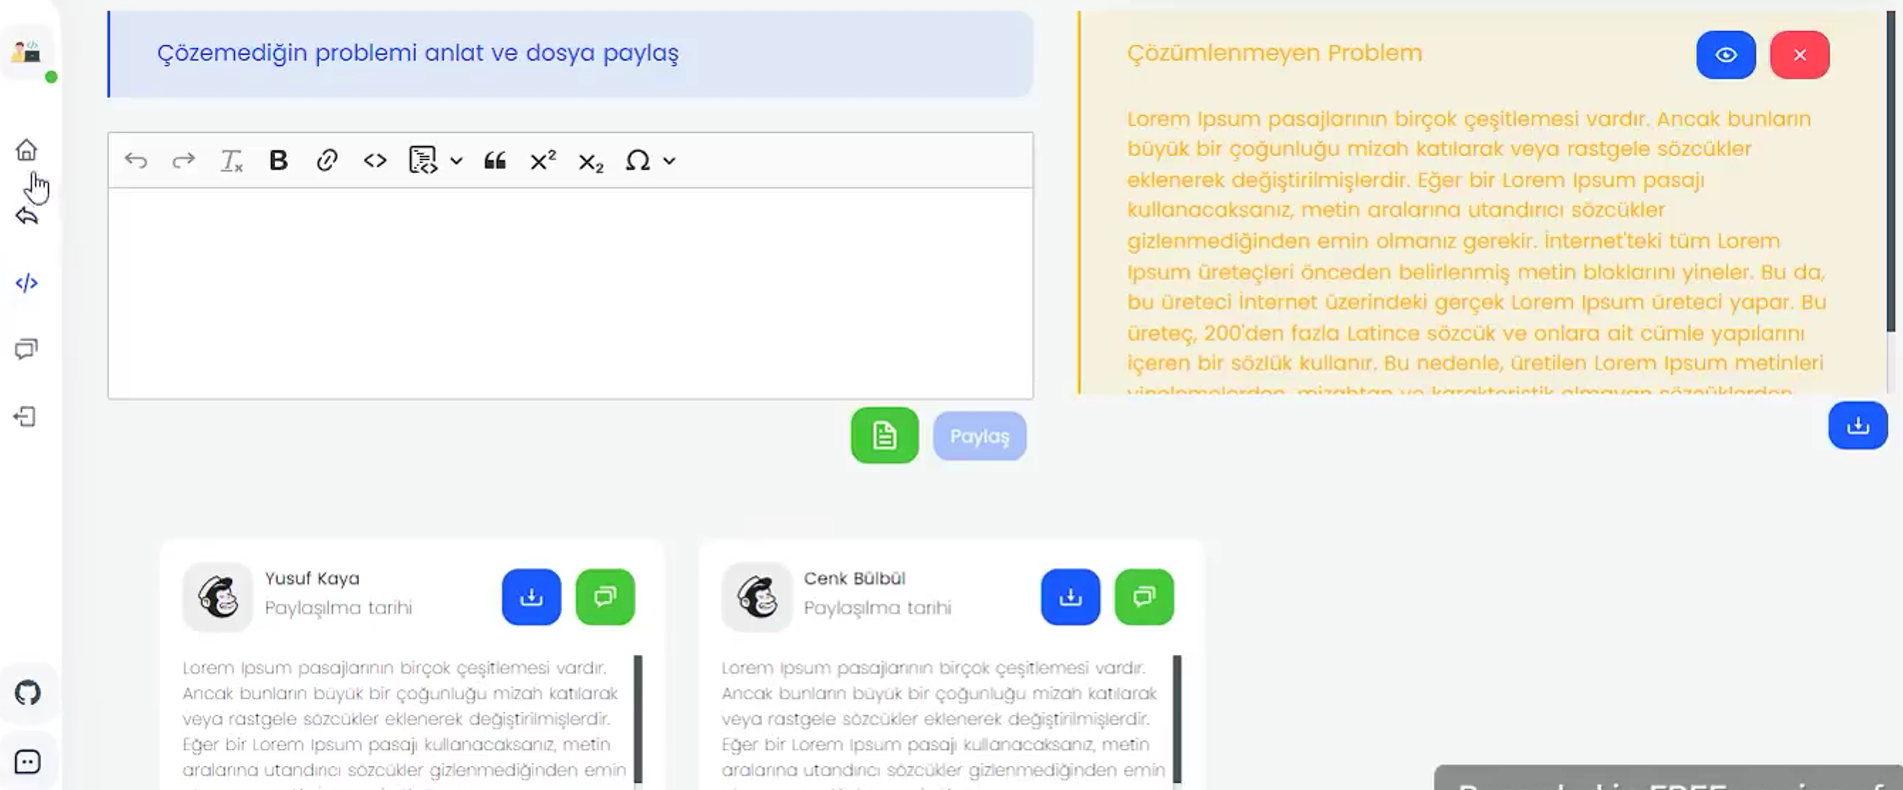 Çözemediğin problemi anlat ve dosya paylaş
Çözümlenmeyen Problem
Lorem Ipsum pasajlarının birçok çeşitlemesi vardır. Ancak bunların
büyük bir çoğunluğu mizah katılarak veya rastgele sözcükler
eklenerek değiştirilmişlerdir. Eğer bir Lorem Ipsum pasajı
kullanacaksanız, metin aralarına utandırıcı sözcükler
gizlenmediğinden emin olmanız gerekir. İnternet'teki tüm Lorem
Ipsum üreteçleri önceden belirlenmiş metin bloklarını yineler. Bu da,
bu üreteci İnternet üzerindeki gerçek Lorem Ipsum üreteci yapar. Bu
üreteç, 200'den fazla Latince sözcük ve onlara ait cümle yapılarını
içeren bir sözlük kullanır. Bu nedenle, üretilen Lorem Ipsum metinleri
yinelemelerden, mizahtan ve karakteristik olmayan sözcüklerden
Paylaş
Yusuf Kaya
Paylaşılma tarihi
Lorem Ipsum pasajlarının birçok çeşitlemesi vardır.
Ancak bunların büyük bir çoğunluğu mizah katılarak
veya rastgele sözcükler eklenerek değiştirilmişlerdir.
Eğer bir Lorem Ipsum pasajı kullanacaksanız, metin
aralarına utandırıcı sözcükler gizlenmediğinden emin
Cenk Bülbül
Paylaşılma tarihi
Lorem Ipsum pasajlarının birçok çeşitlemesi vardır.
Ancak bunların büyük bir çoğunluğu mizah katılarak
veya rastgele sözcükler eklenerek değiştirilmişlerdir.
Eğer bir Lorem Ipsum pasajı kullanacaksanız, metin
aralarına utandırıcı sözcükler gizlenmediğinden emin